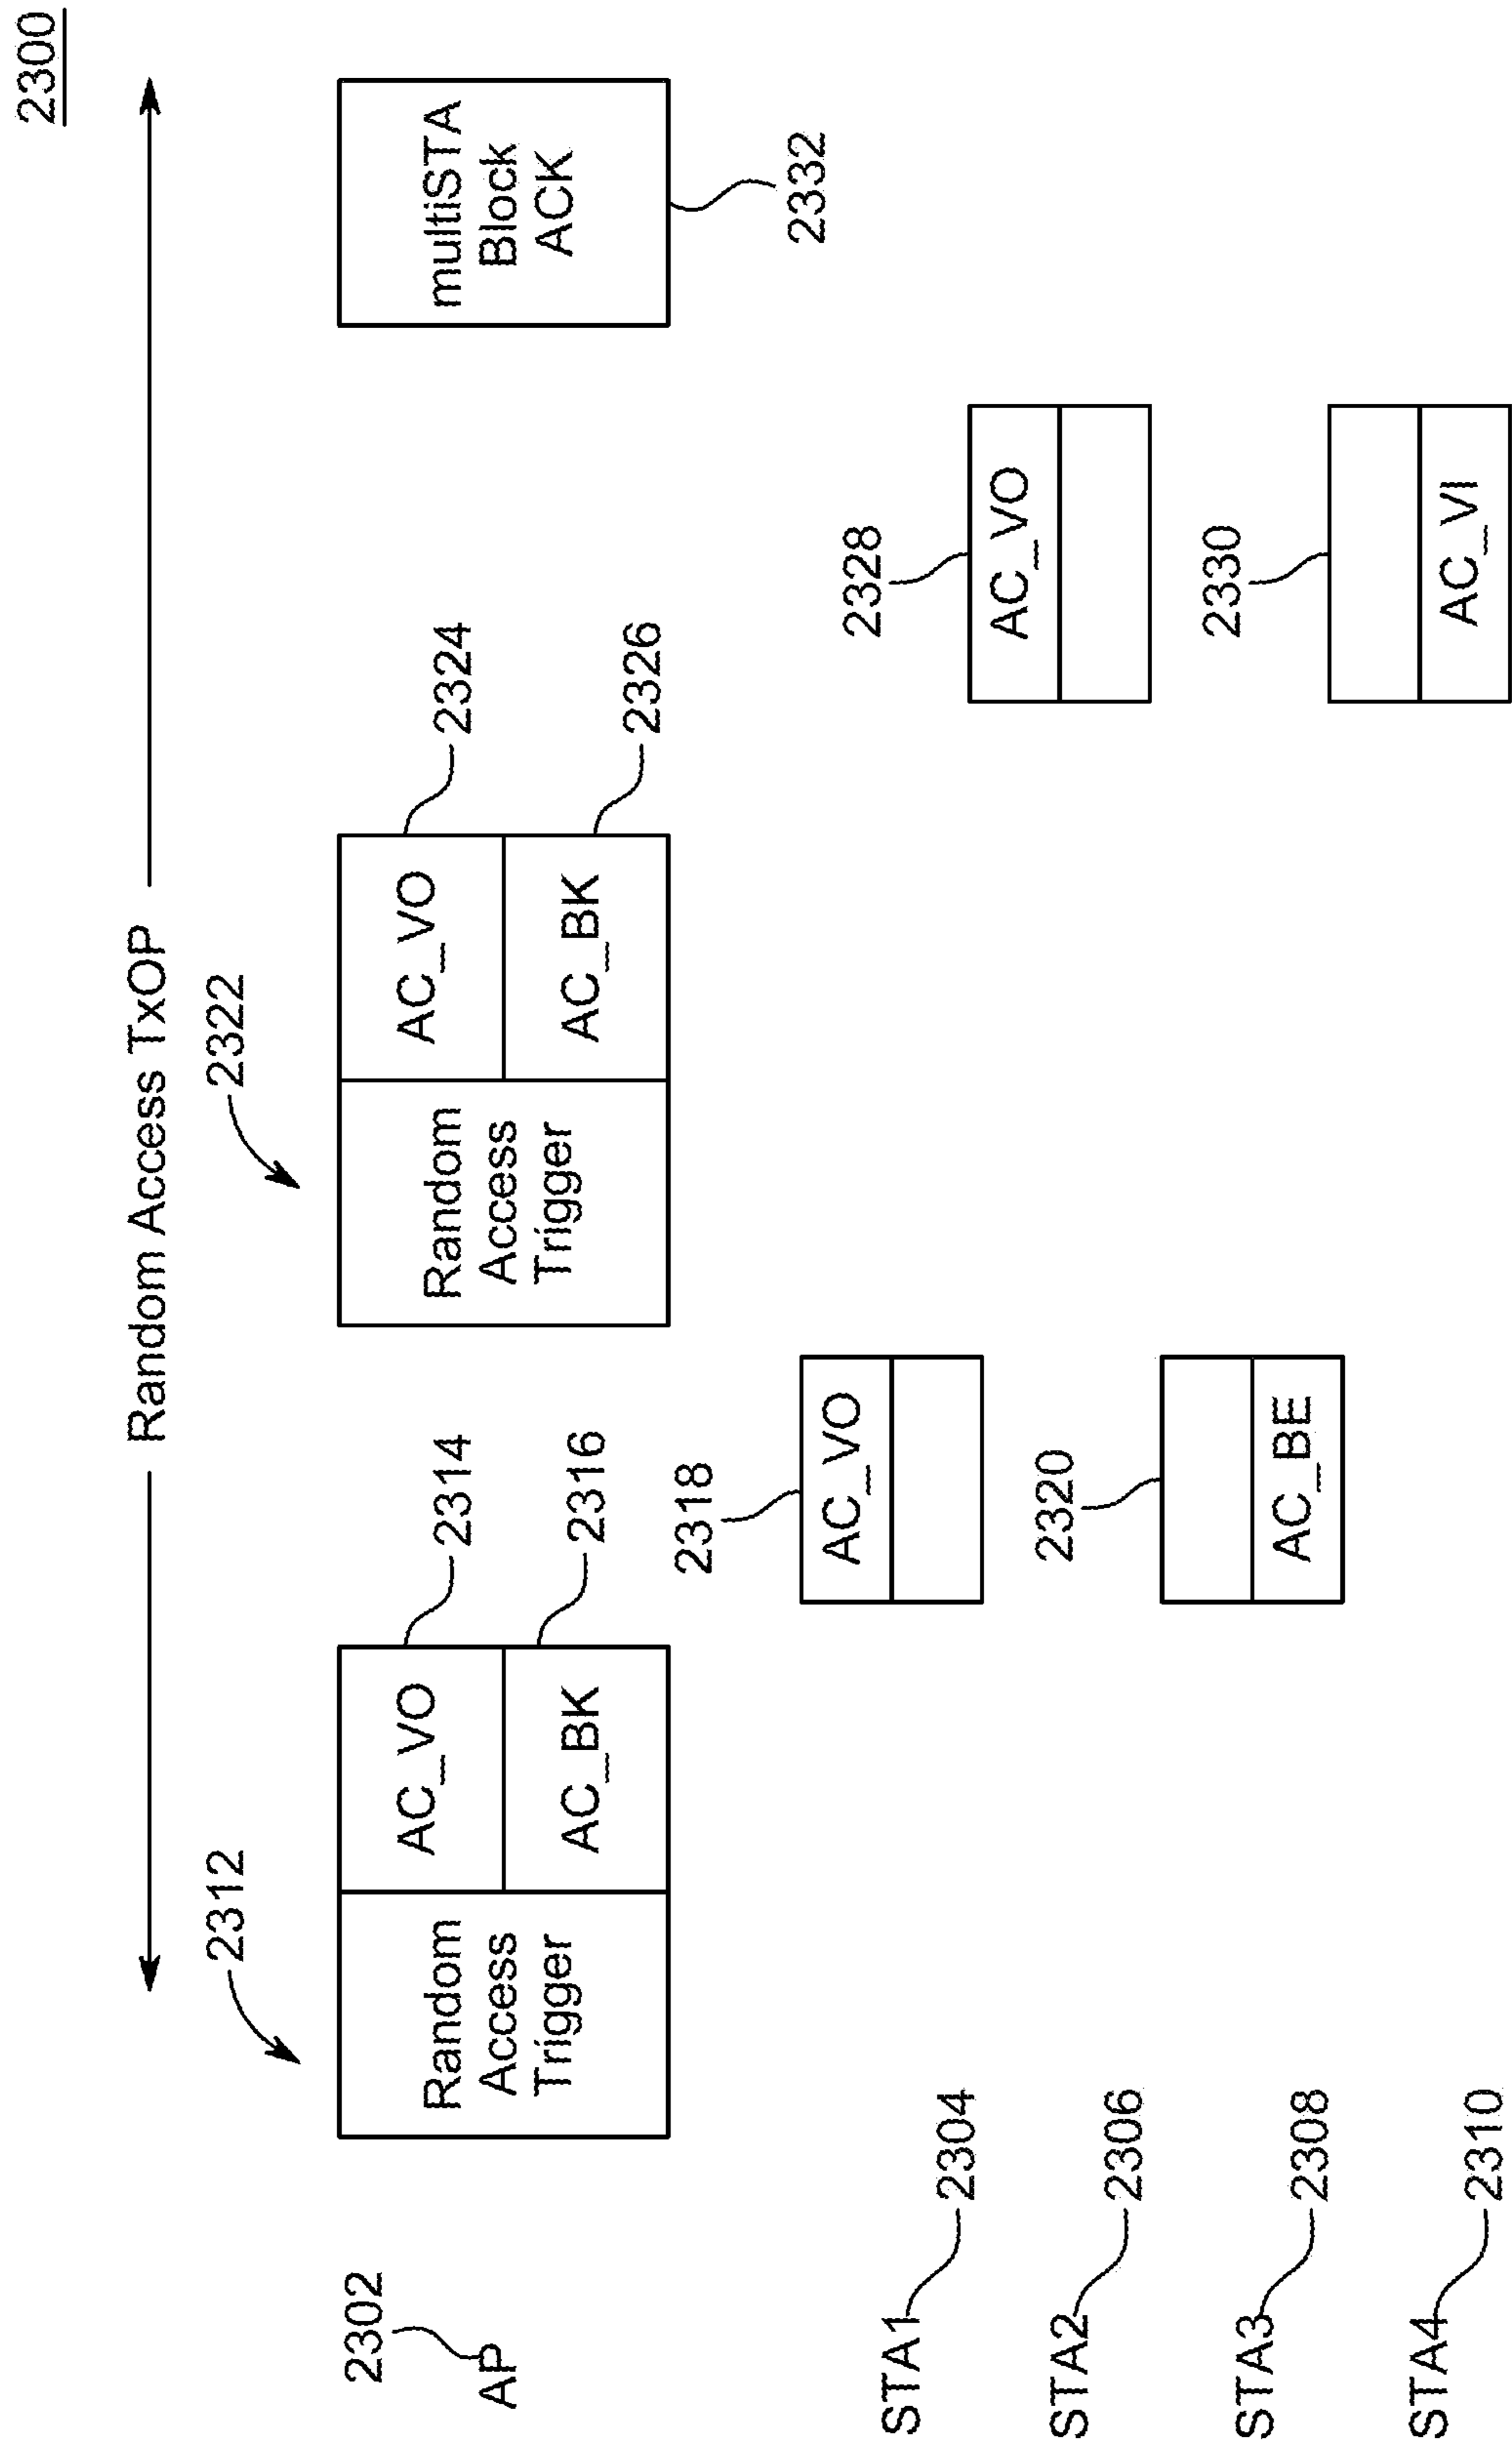 2300
Random Access TxOP
2312
2322
2302
AP
Random
Access
Trigger
AC_VO
AC_BK
2314
2316
Random
Access
Trigger
AC_VO
AC_BK
2324
2326
multiSTA
Block
ACK
2332
STA1
2304
2318
AC_VO
STA2
2306
2328
AC_VO
STA3
2308
2320
AC_BE
STA4
2310
2330
AC_VI